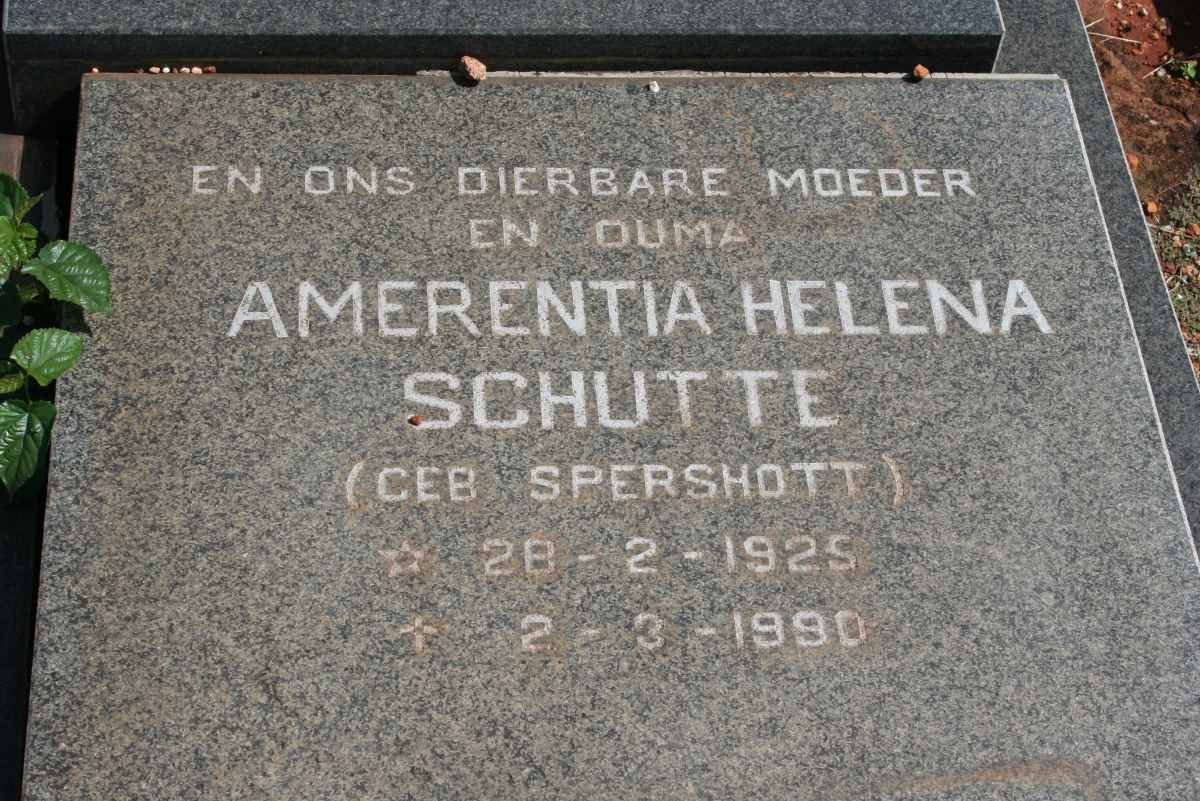 EN ONS DIERBARE MOEDER
EN OUMA
AMERENTIA HELENA
SCHUTTE
(GEB SPERSHOTT)
☆ 28-2-1925
✝ 2-3-1990